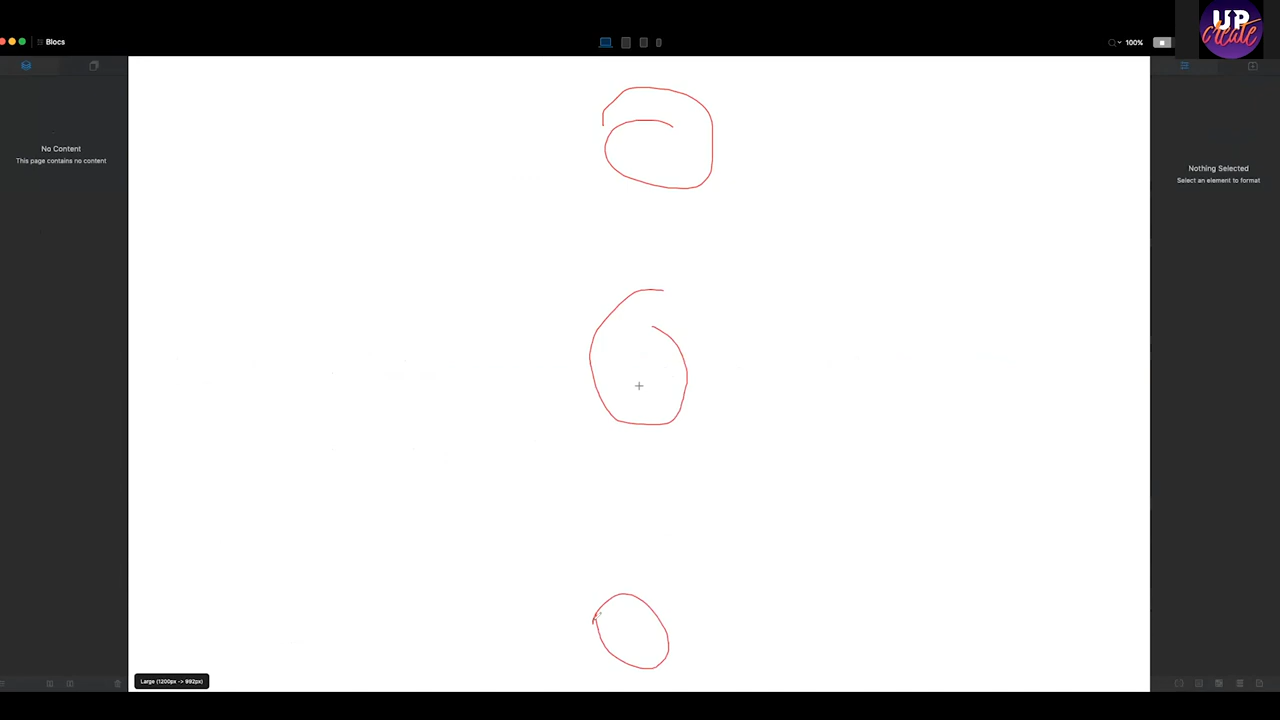 UP
create
Blocs
100%
No Content
This page contains no content
Nothing Selected
Select an element to format
Large (1200px -> 992px)